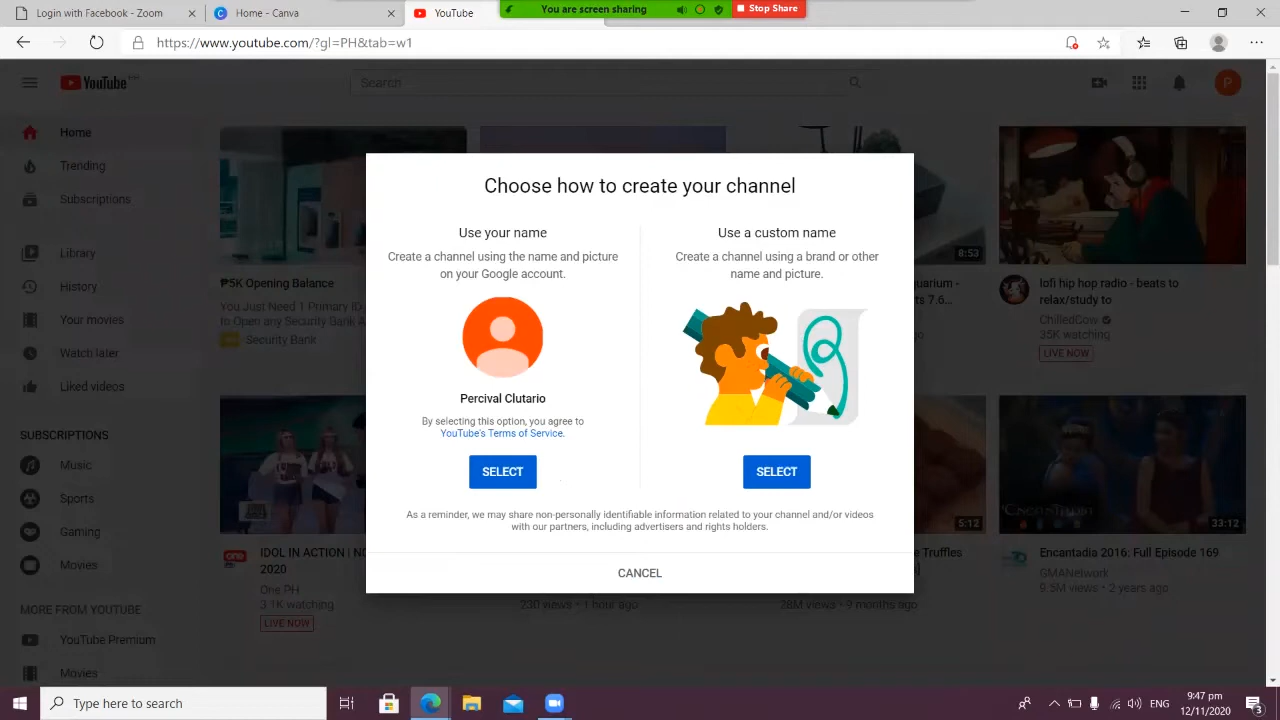 Inbox - Zimbra
Home - Canva
YouTube
You are screen sharing
Stop Share
https://www.youtube.com/?gl=PH&tab=w1
YouTube
PH
Search
P
Home
Trending
Subscriptions
Library
History
Your movies
Watch later
Liked videos
SUBSCRIPTIONS
Music
Sports
Gaming
Movies
MORE FROM YOUTUBE
Premium
Movies
₱5K Opening Balance
You Just Need 1 Primary ID
to Open any Security Bank
Security Bank
IDOL IN ACTION | 
2020
One PH
3.1K watching
LIVE NOW
Choose how to create your channel
Use your name
Create a channel using the name and picture
on your Google account.
Percival Clutario
By selecting this option, you agree to
YouTube's Terms of Service.
SELECT
Use a custom name
Create a channel using a brand or other
name and picture.
SELECT
As a reminder, we may share non-personally identifiable information related to your channel and/or videos
with our partners, including advertisers and rights holders.
CANCEL
230 views • 1 hour ago
28M views • 9 months ago
8:53
lofi hip hop radio - beats to
relax/study to
ChilledCow
35K watching
LIVE NOW
5:12
33:12
Truffles
Encantadia 2016: Full Episode 169
GMANetwork
9.5M views • 2 years ago
Type here to search
ENG
9:47 pm
12/11/2020
3